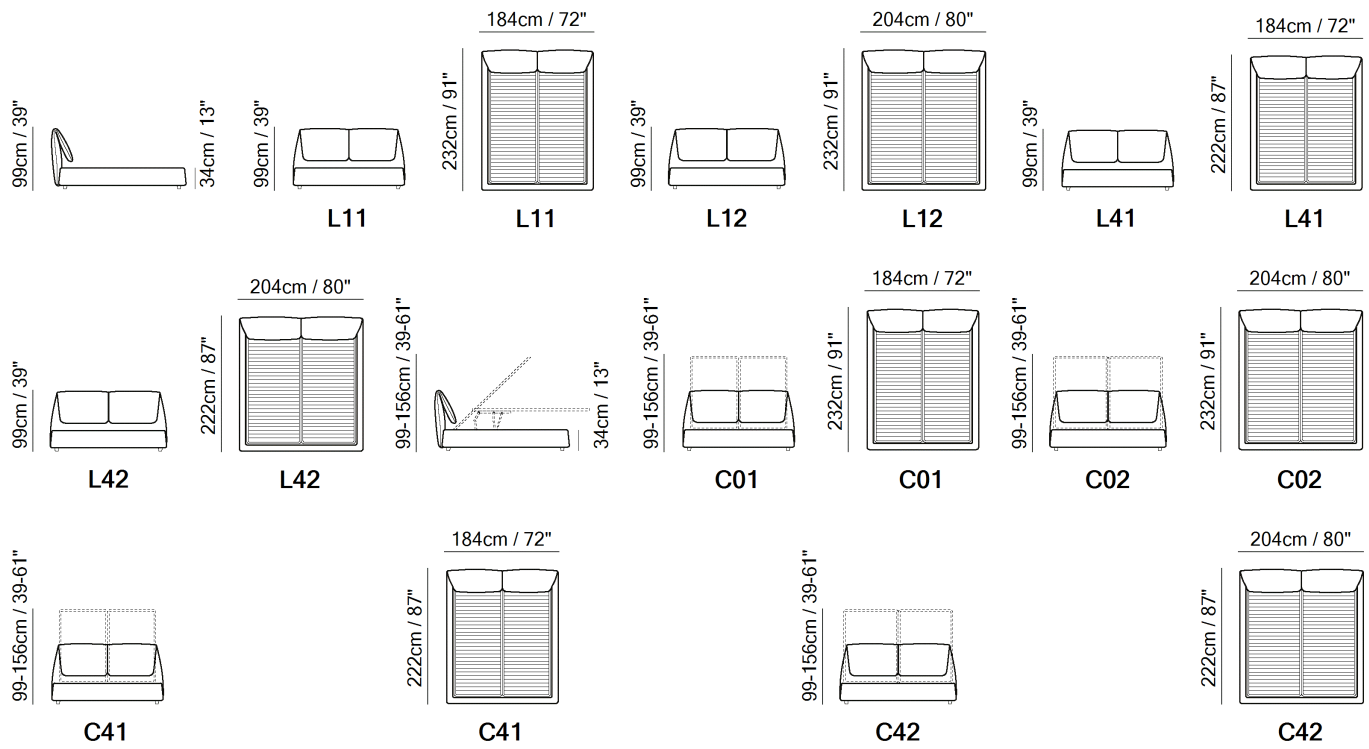 184cm / 72"
204cm / 80"
184cm / 72"
99cm / 39"
34cm / 13"
99cm / 39"
232cm / 91"
99cm / 39"
232cm / 91"
99cm / 39"
222cm / 87"
L11
L11
L12
L12
L41
L41
204cm / 80"
184cm / 72"
204cm / 80"
99cm / 39"
222cm / 87"
99-156cm / 39-61"
34cm / 13"
99-156cm / 39-61"
232cm / 91"
99-156cm / 39-61"
232cm / 91"
L42
L42
C01
C01
C02
C02
184cm / 72"
204cm / 80"
99-156cm / 39-61"
222cm / 87"
99-156cm / 39-61"
222cm / 87"
C41
C41
C42
C42